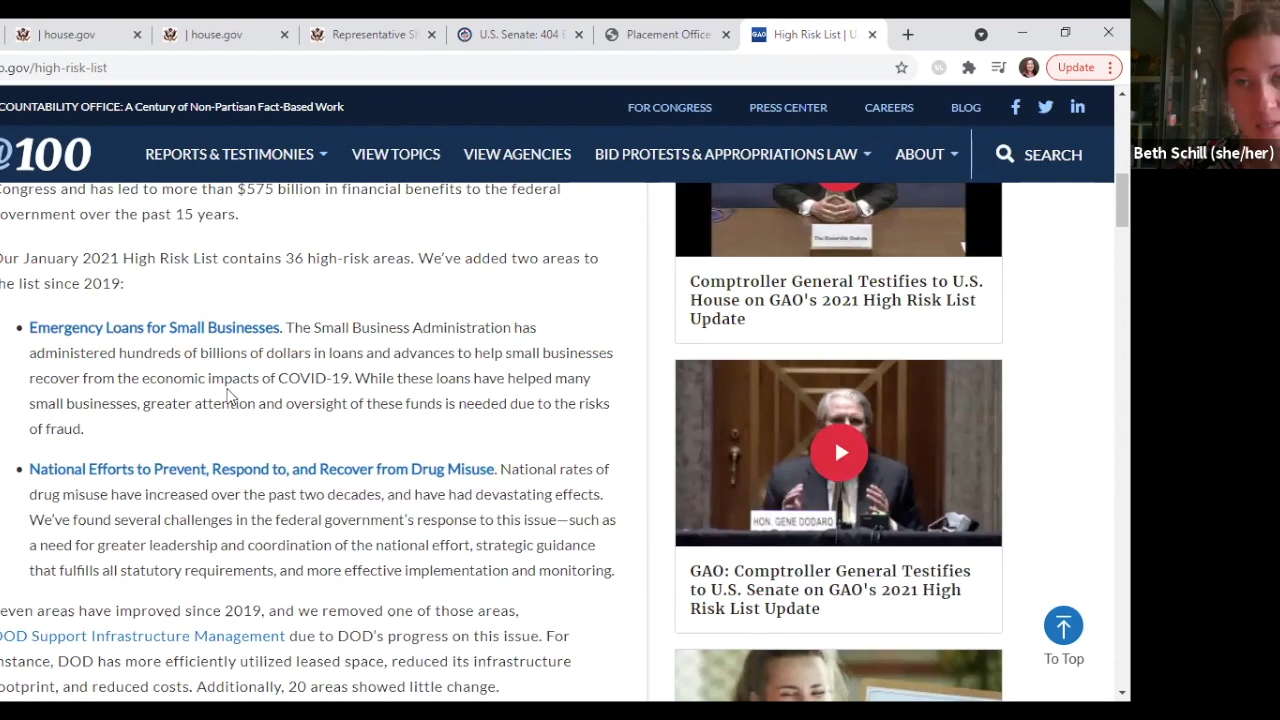 | house.gov
| house.gov
Representative S
U.S. Senate: 404 E
Placement Office
High Risk List | U.
o.gov/high-risk-list
Update
COUNTABILITY OFFICE: A Century of Non-Partisan Fact-Based Work
FOR CONGRESS
PRESS CENTER
CAREERS
BLOG
@100
REPORTS & TESTIMONIES
VIEW TOPICS
VIEW AGENCIES
BID PROTESTS & APPROPRIATIONS LAW
ABOUT
SEARCH
Beth Schill (she/her)
Congress and has led to more than $575 billion in financial benefits to the federal
overnment over the past 15 years.
Our January 2021 High Risk List contains 36 high-risk areas. We've added two areas to
he list since 2019:
• Emergency Loans for Small Businesses. The Small Business Administration has
administered hundreds of billions of dollars in loans and advances to help small businesses
recover from the economic impacts of COVID-19. While these loans have helped many
small businesses, greater attention and oversight of these funds is needed due to the risks
of fraud.
• National Efforts to Prevent, Respond to, and Recover from Drug Misuse. National rates of
drug misuse have increased over the past two decades, and have had devastating effects.
We've found several challenges in the federal government's response to this issue—such as
a need for greater leadership and coordination of the national effort, strategic guidance
that fulfills all statutory requirements, and more effective implementation and monitoring.
even areas have improved since 2019, and we removed one of those areas,
DOD Support Infrastructure Management due to DOD's progress on this issue. For
nstance, DOD has more efficiently utilized leased space, reduced its infrastructure
ootprint, and reduced costs. Additionally, 20 areas showed little change.
Comptroller General Testifies to U.S.
House on GAO's 2021 High Risk List
Update
HON. GENE DODARO
GAO: Comptroller General Testifies
to U.S. Senate on GAO's 2021 High
Risk List Update
To Top